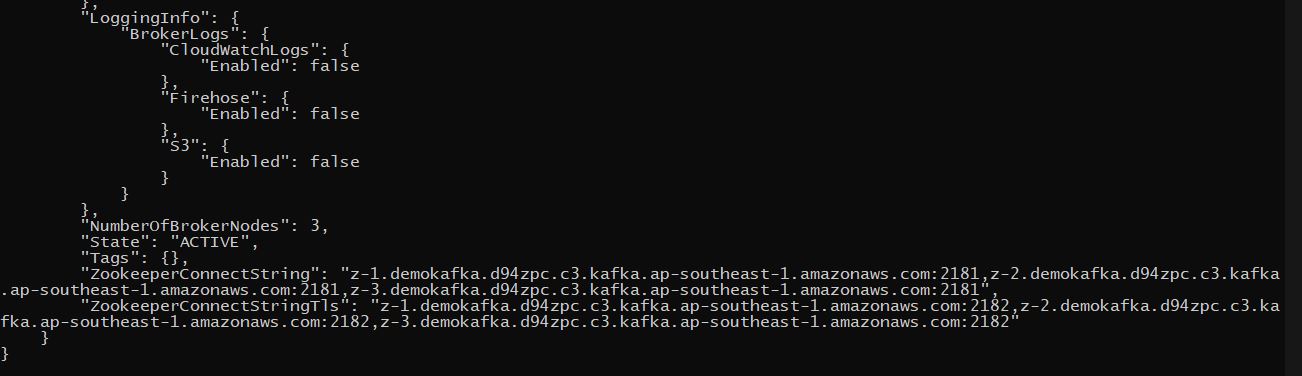 },
        "LoggingInfo": {
            "BrokerLogs": {
                "CloudWatchLogs": {
                    "Enabled": false
                },
                "Firehose": {
                    "Enabled": false
                },
                "S3": {
                    "Enabled": false
                }
            }
        },
        "NumberOfBrokerNodes": 3,
        "State": "ACTIVE",
        "Tags": {},
        "ZookeeperConnectString": "z-1.demokafka.d94zpc.c3.kafka.ap-southeast-1.amazonaws.com:2181,z-2.demokafka.d94zpc.c3.kafka
.ap-southeast-1.amazonaws.com:2181,z-3.demokafka.d94zpc.c3.kafka.ap-southeast-1.amazonaws.com:2181",
        "ZookeeperConnectStringTls": "z-1.demokafka.d94zpc.c3.kafka.ap-southeast-1.amazonaws.com:2182,z-2.demokafka.d94zpc.c3.ka
fka.ap-southeast-1.amazonaws.com:2182,z-3.demokafka.d94zpc.c3.kafka.ap-southeast-1.amazonaws.com:2182"
    }
}